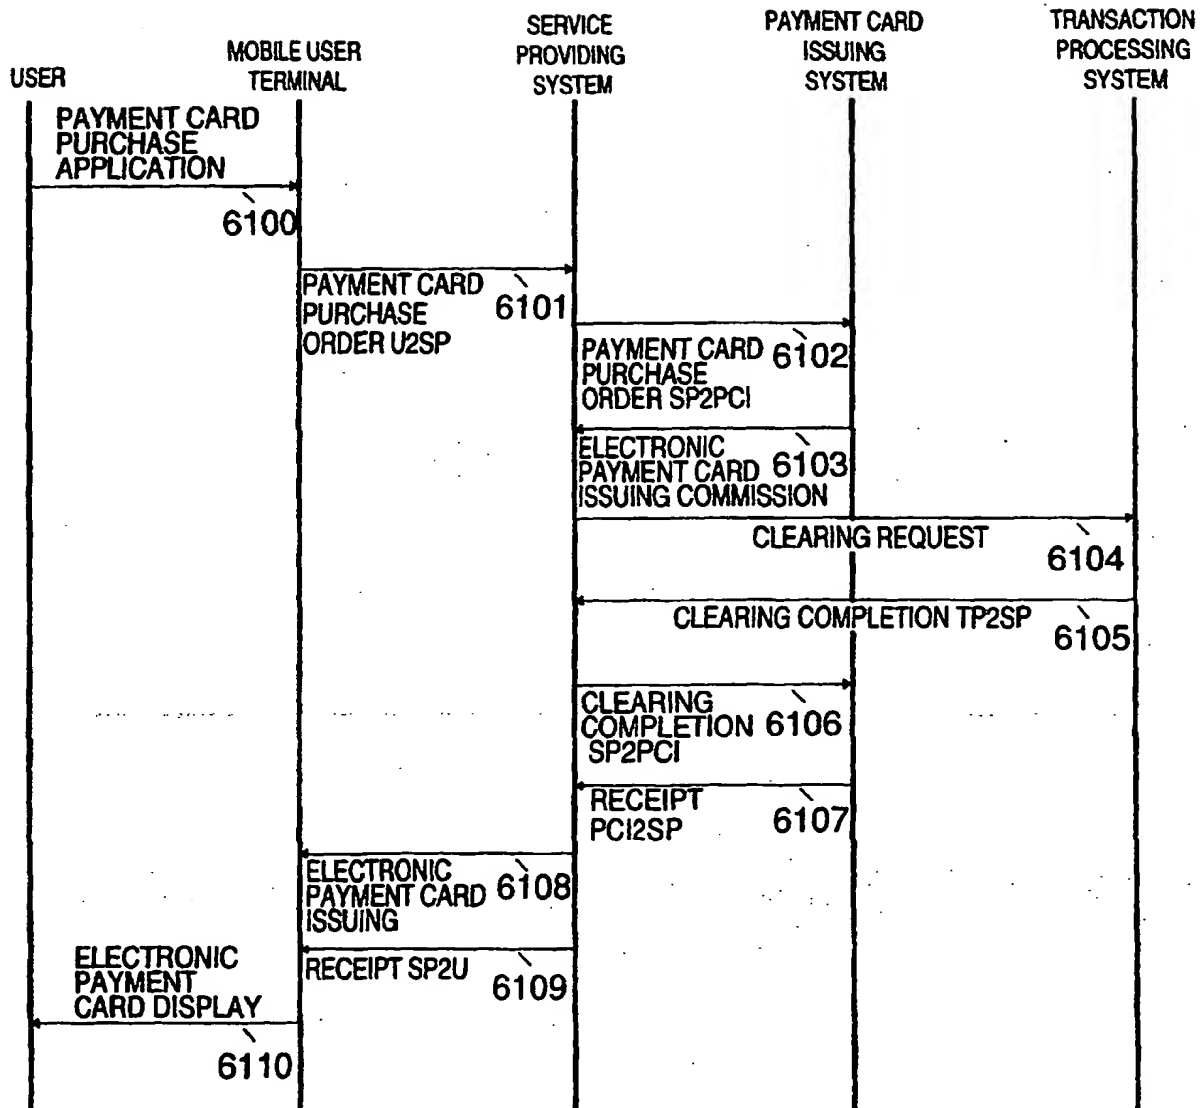 USER
MOBILE USER
TERMINAL
SERVICE
PROVIDING
SYSTEM
PAYMENT CARD
ISSUING
SYSTEM
TRANSACTION
PROCESSING
SYSTEM
PAYMENT CARD
PURCHASE
APPLICATION
6100
PAYMENT CARD
PURCHASE
ORDER U2SP
6101
PAYMENT CARD
PURCHASE
ORDER SP2PCI
6102
ELECTRONIC
PAYMENT CARD
ISSUING COMMISSION
6103
CLEARING REQUEST
6104
CLEARING COMPLETION TP2SP
6105
CLEARING
COMPLETION
SP2PCI
6106
RECEIPT
PCI2SP
6107
ELECTRONIC
PAYMENT CARD
ISSUING
6108
RECEIPT SP2U
6109
ELECTRONIC
PAYMENT
CARD DISPLAY
6110